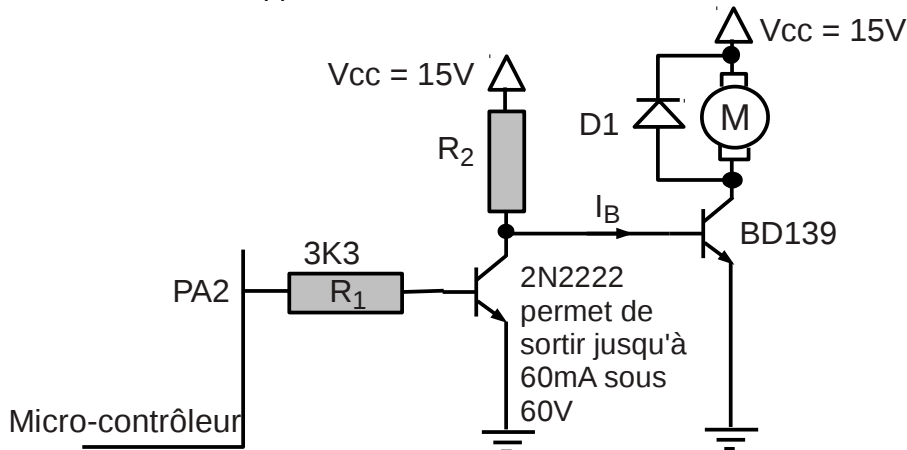 Vcc = 15V
Vcc = 15V
D1
M
R2
IB
BD139
3K3
PA2
R1
2N2222
permet de
sortir jusqu'à
60mA sous
60V
Micro-contrôleur